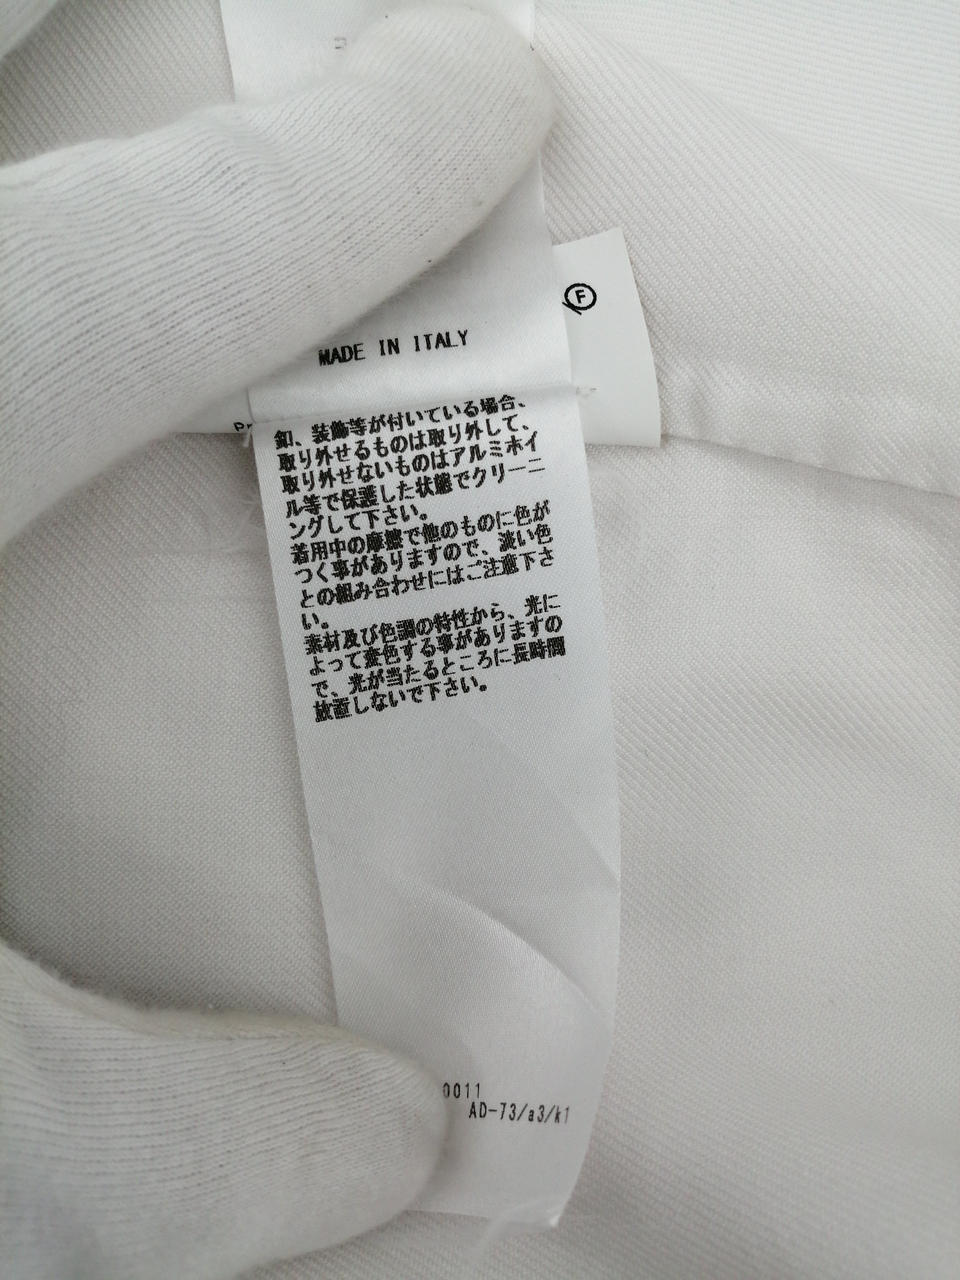 F
MADE IN ITALY
釦、装飾等が付いている場合、
取り外せるものは取り外して、
取り外せないものはアルミホイ
ル等で保護した状態でクリーニ
ングして下さい。
着用中の摩擦で他のものに色が
つく事がありますので、淡い色
との組み合わせにはご注意下さ
い。
素材及び色調の特性から、光に
よって変色する事がありますの
で、光が当たるところに長時間
放置しないで下さい。
0011
AD-73/a3/k1